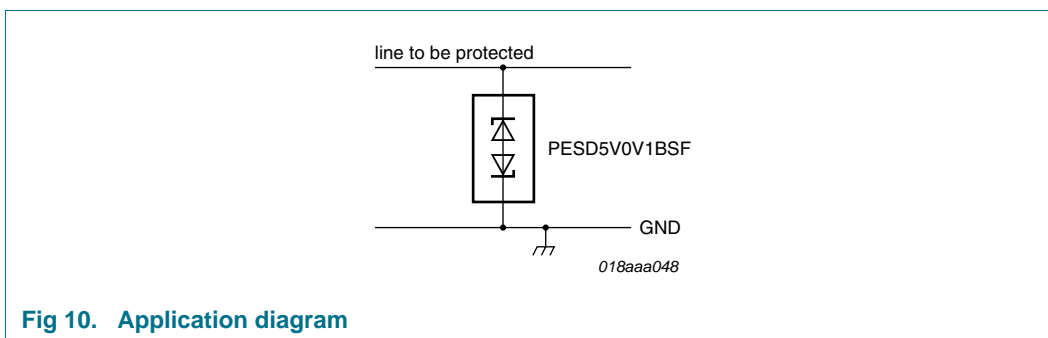 line to be protected
PESD5V0V1BSF
GND
018aaa048
Fig 10. Application diagram